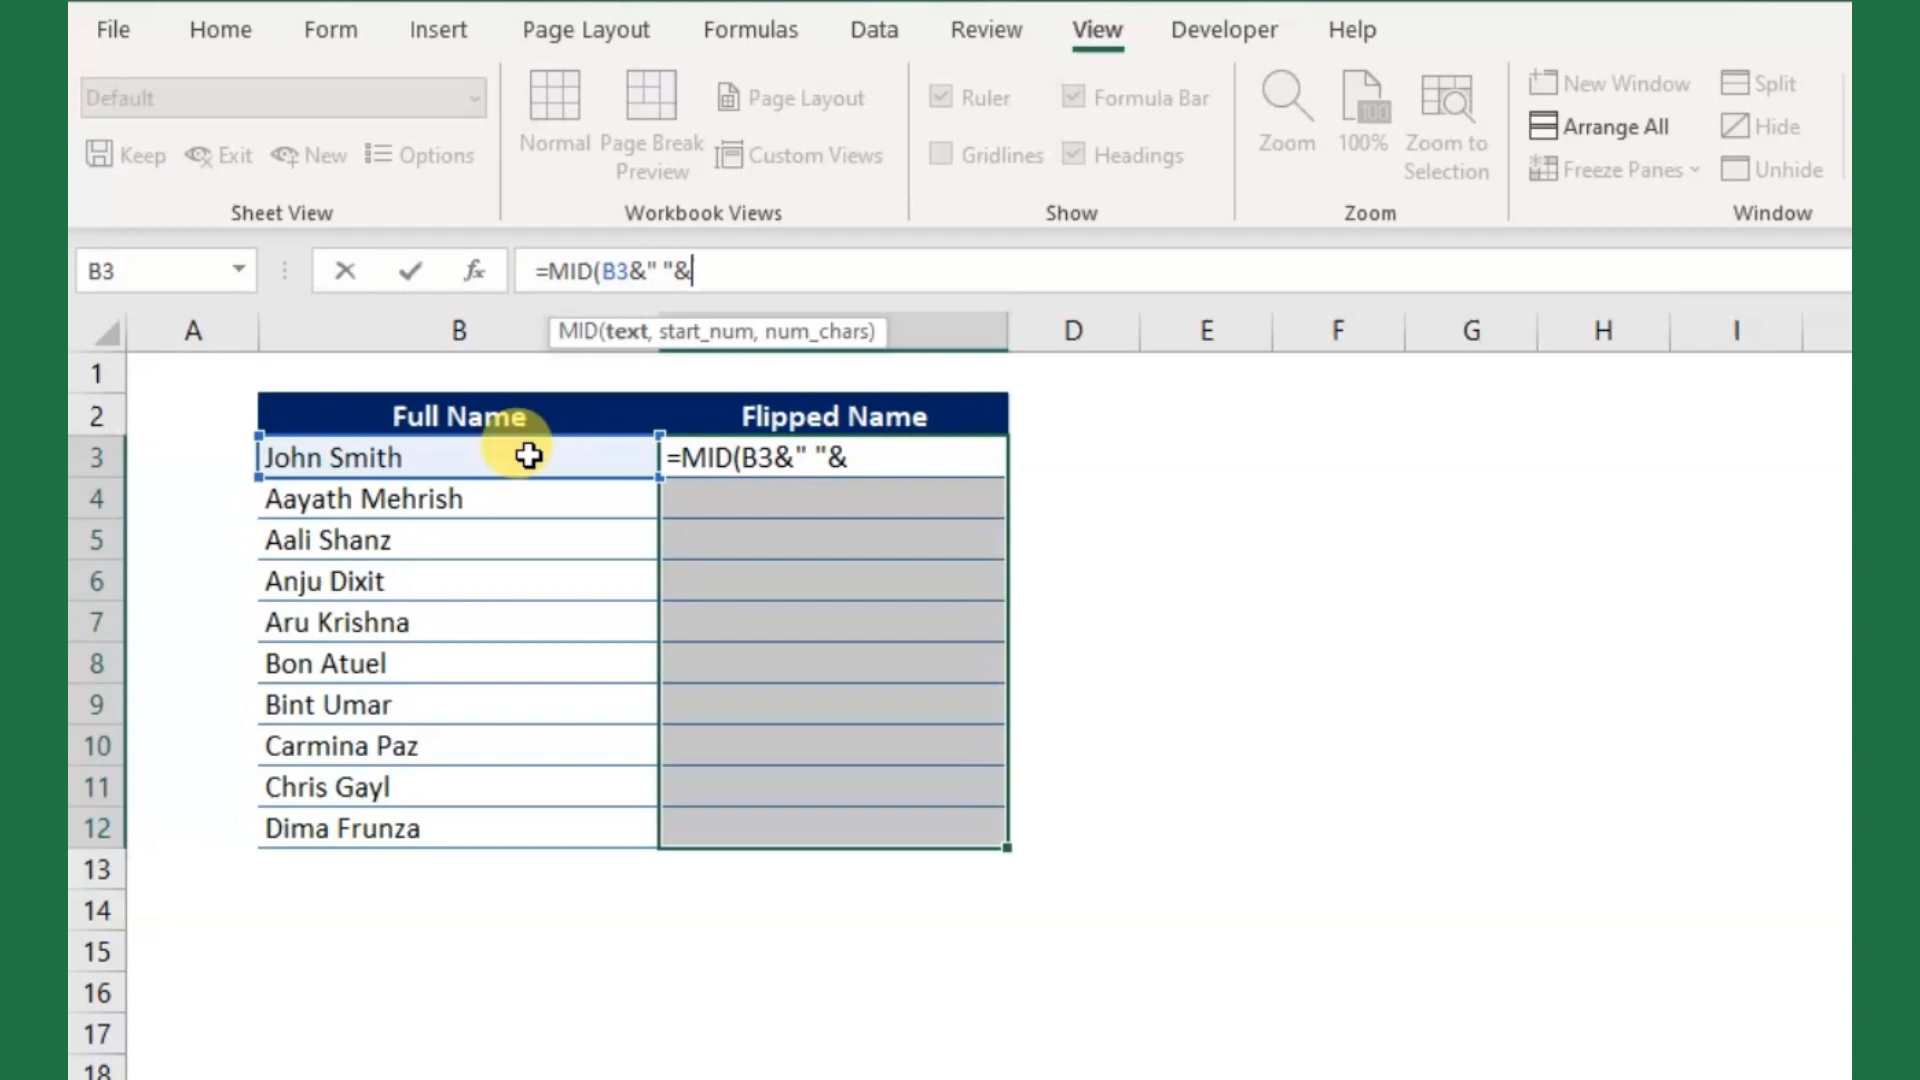 File Home Form Insert Page Layout Formulas Data Review View Developer Help
Default
Keep Exit New Options
Sheet View
Normal Page Break Preview Page Layout Custom Views
Workbook Views
Ruler Formula Bar
Gridlines Headings
Show
Zoom 100% Zoom to Selection
Zoom
New Window Split
Arrange All Hide
Freeze Panes Unhide
Window
B3 fx =MID(B3&" "&
MID(text, start_num, num_chars)
A B D E F G H I
1
2 Full Name Flipped Name
3 John Smith =MID(B3&" "&
4 Aayath Mehrish
5 Aali Shanz
6 Anju Dixit
7 Aru Krishna
8 Bon Atuel
9 Bint Umar
10 Carmina Paz
11 Chris Gayl
12 Dima Frunza
13
14
15
16
17
18